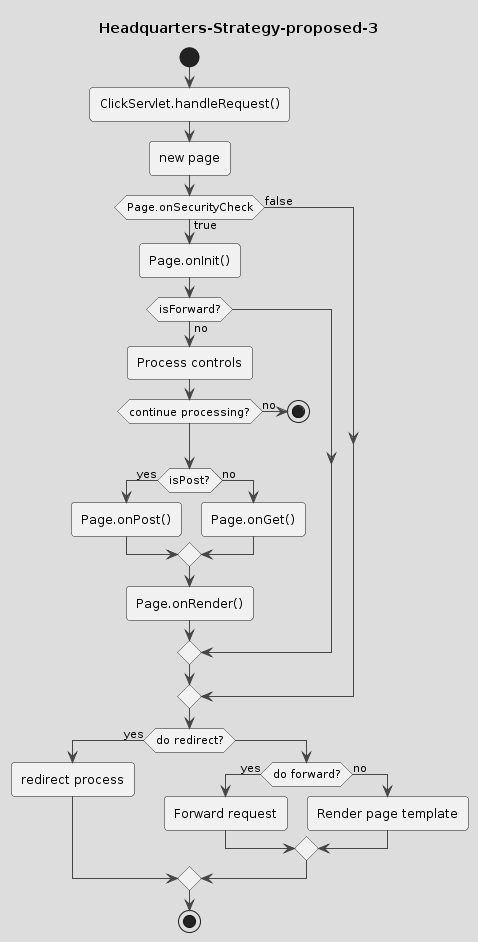 Headquarters-Strategy-proposed-3
ClickServlet.handleRequest()
new page
Page.onSecurityCheck
false
true
Page.onInit()
isForward?
no
Process controls
continue processing?
no
isPost?
yes
no
Page.onPost()
Page.onGet()
Page.onRender()
do redirect?
yes
redirect process
do forward?
yes
no
Forward request
Render page template